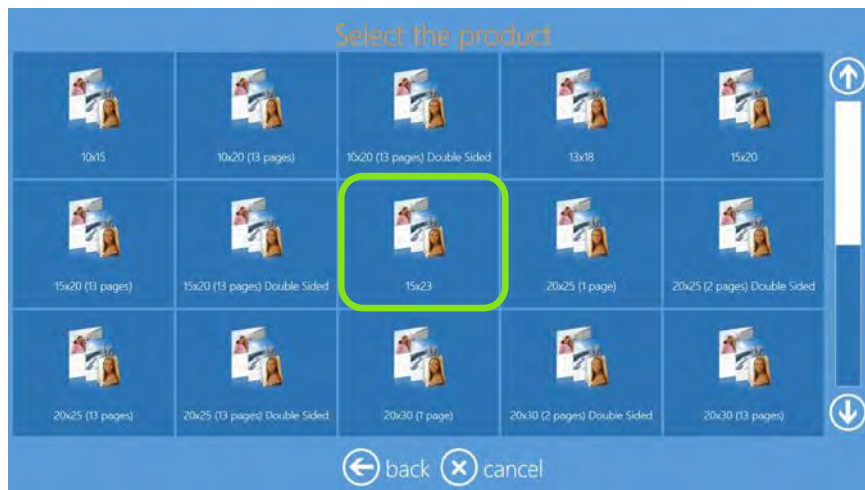 Select the product
10x15
10x20 (13 pages)
10x20 (13 pages) Double Sided
13x18
15x20
15x20 (13 pages)
15x20 (13 pages) Double Sided
15x23
20x25 (1 page)
20x25 (2 pages) Double Sided
20x25 (13 pages)
20x25 (13 pages) Double Sided
20x30 (1 page)
20x30 (2 pages) Double Sided
20x30 (13 pages)
back cancel